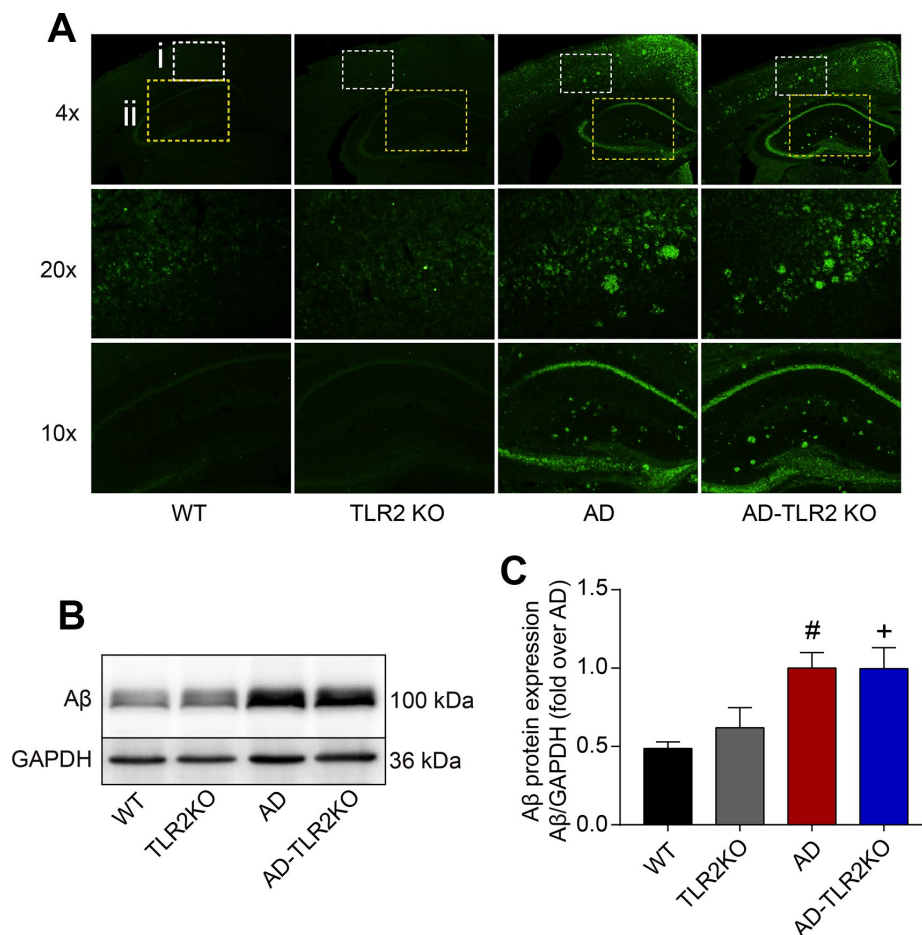 A
i
ii
4x
20x
10x
WT TLR2 KO AD AD-TLR2 KO
B
Aβ 100 kDa
GAPDH 36 kDa
WT TLR2KO AD AD-TLR2KO
C
Aβ protein expression
Aβ/GAPDH (fold over AD)
1.5
1.0
0.5
0.0
# +
WT TLR2KO AD AD-TLR2KO